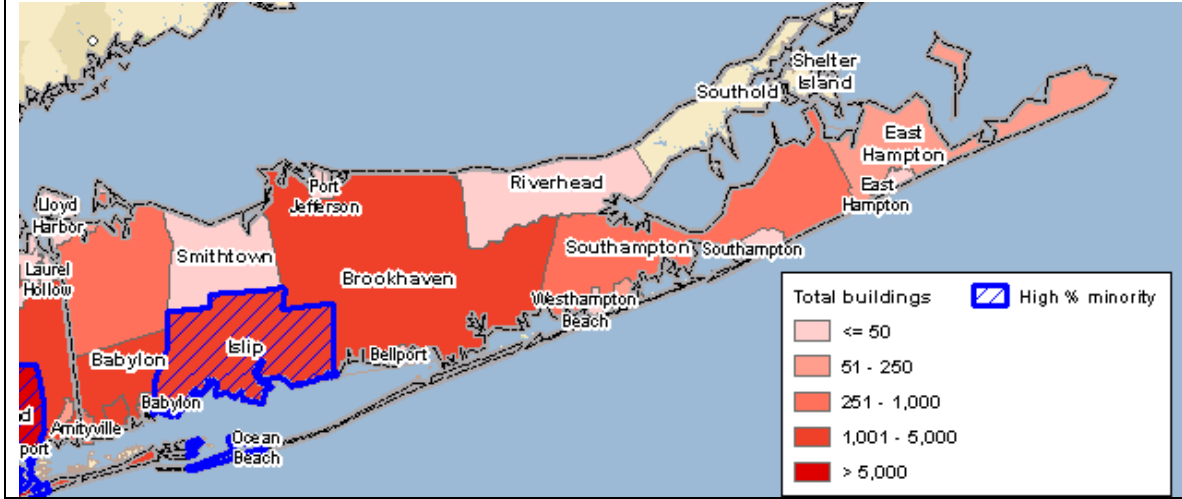 Shelter
Island
Southold
East
Hampton
Riverhead
East
Hampton
Port
Jefferson
Lloyd
Harbor
Smithtown
Southampton
Southampton
Laurel
Hollow
Brookhaven
Westhampton
Beach
Babylon
Islip
Bellport
Babylon
Amityville
d
port
Ocean
Beach
Total buildings
High % minority
<= 50
51 - 250
251 - 1,000
1,001 - 5,000
> 5,000